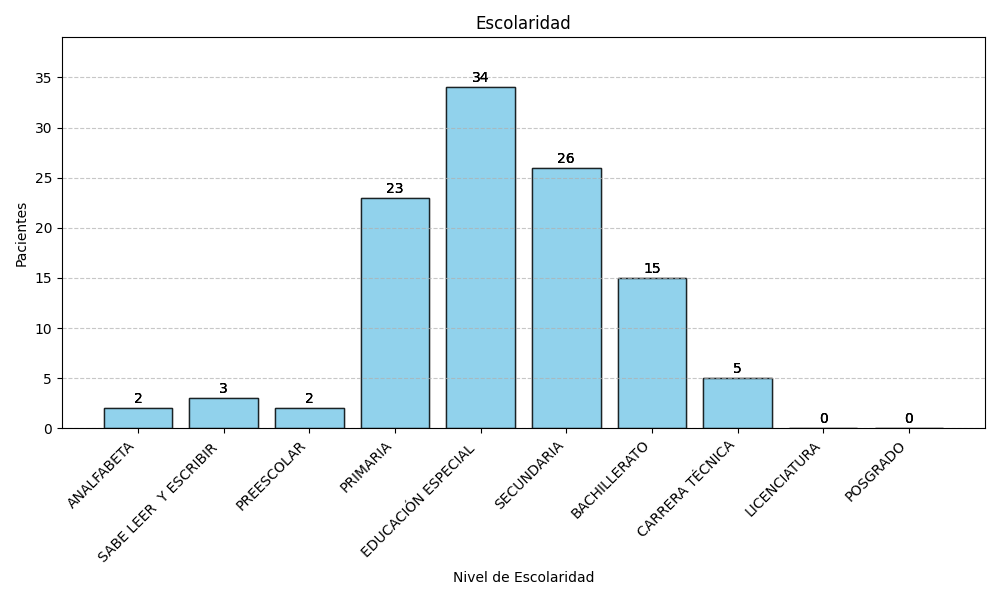 Escolaridad
35
30
25
20
15
10
5
0
Pacientes
2
3
2
23
34
26
15
5
0
0
ANALFABETA
SABE LEER Y ESCRIBIR
PREESCOLAR
PRIMARIA
EDUCACIÓN ESPECIAL
SECUNDARIA
BACHILLERATO
CARRERA TÉCNICA
LICENCIATURA
POSGRADO
Nivel de Escolaridad